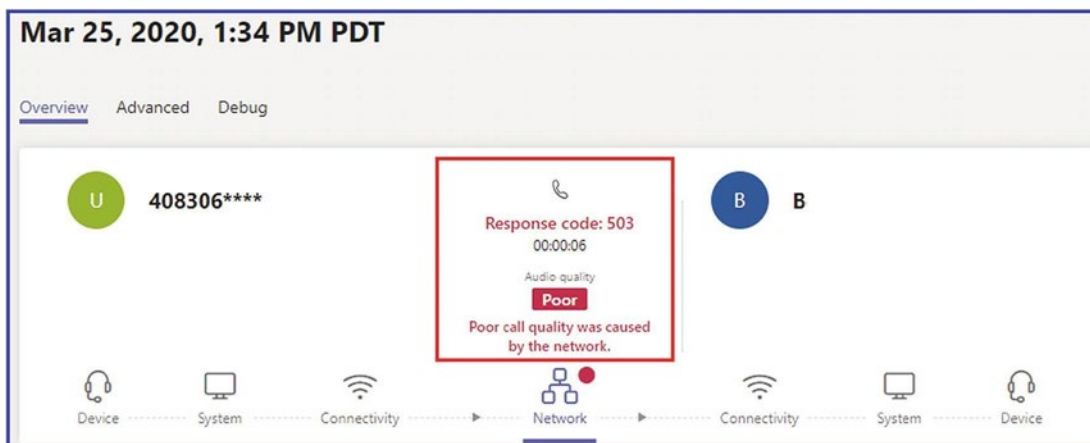 Mar 25, 2020, 1:34 PM PDT
Overview Advanced Debug
U 408306****
Response code: 503
00:00:06
Audio quality
Poor
Poor call quality was caused
by the network.
B B
Device System Connectivity Network Connectivity System Device